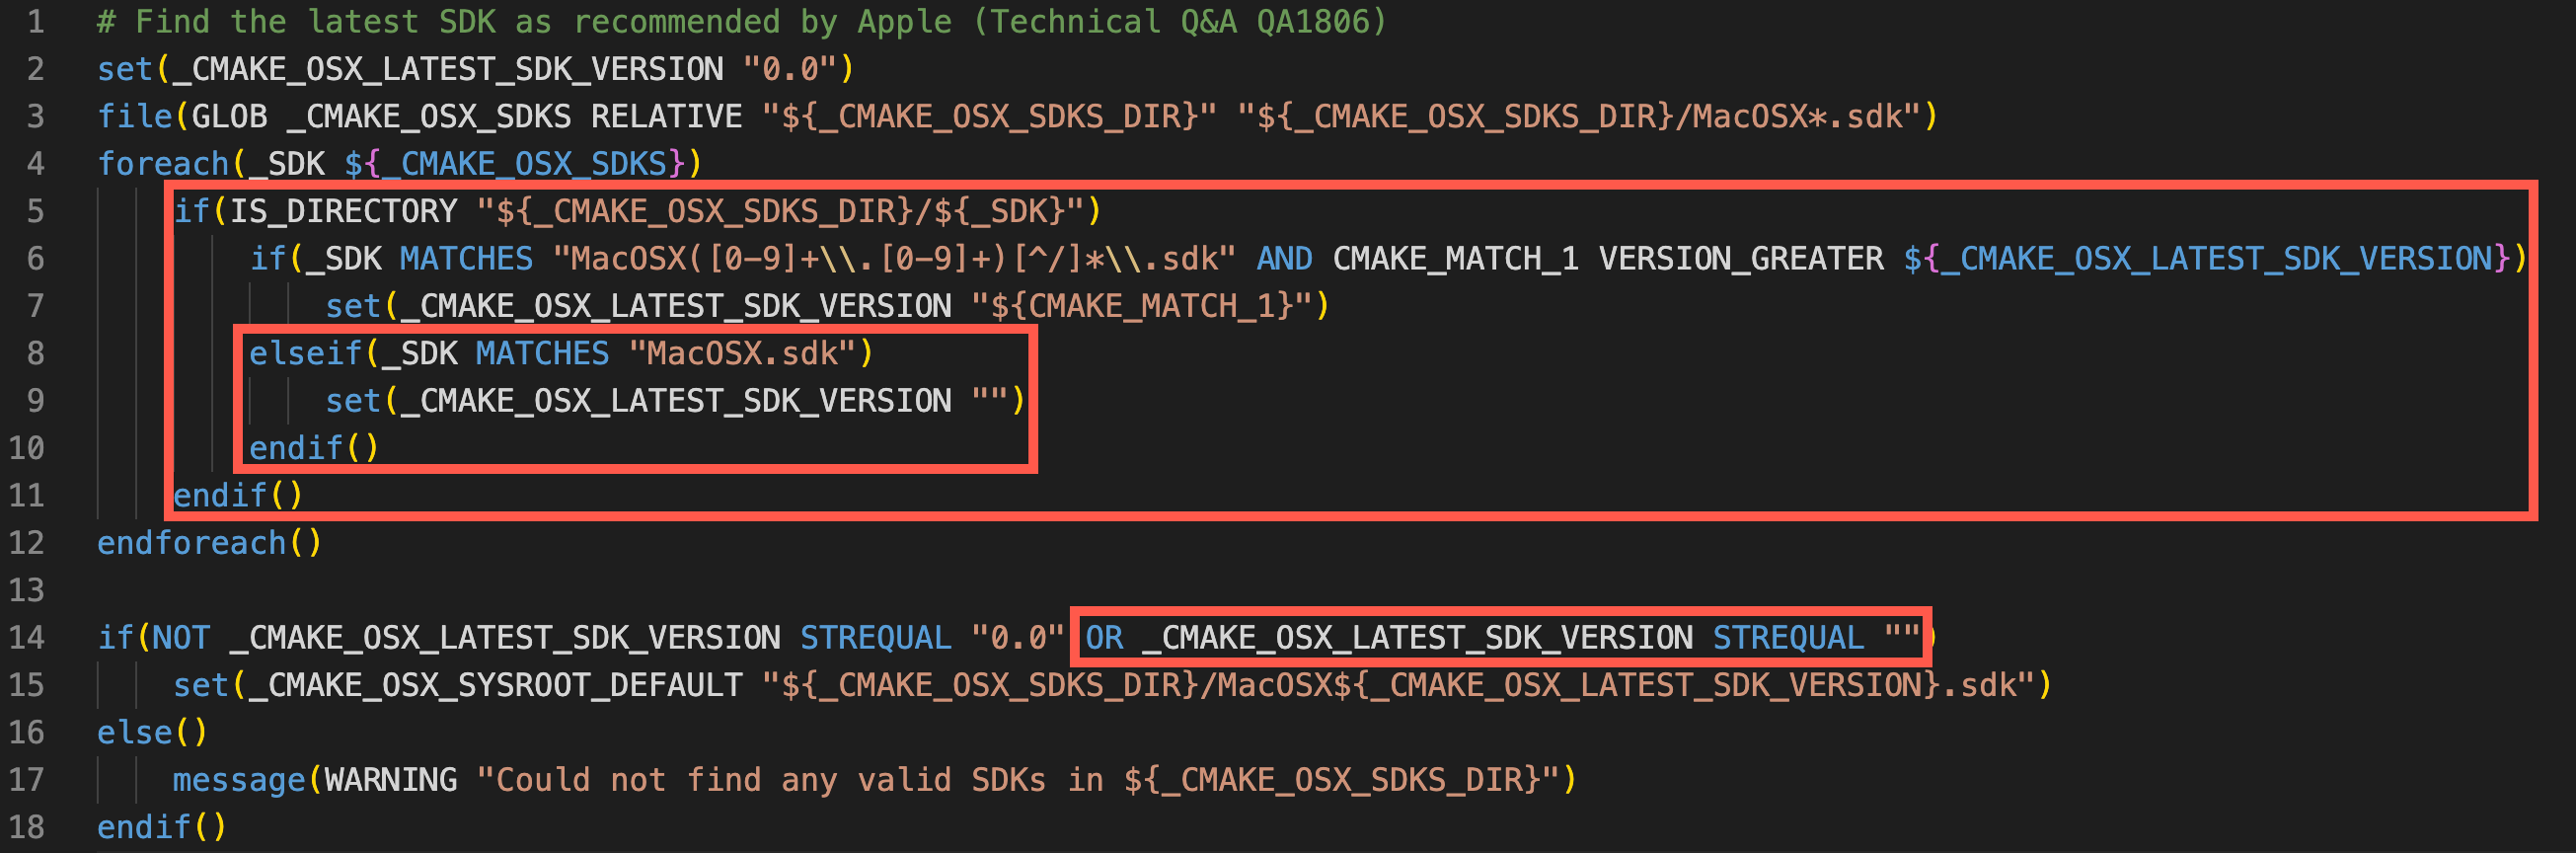 1 # Find the latest SDK as recommended by Apple (Technical Q&A QA1806)
2 set(_CMAKE_OSX_LATEST_SDK_VERSION "0.0")
3 file(GLOB _CMAKE_OSX_SDKS RELATIVE "${_CMAKE_OSX_SDKS_DIR}" "${_CMAKE_OSX_SDKS_DIR}/MacOSX*.sdk")
4 foreach(_SDK ${_CMAKE_OSX_SDKS})
5 if(IS_DIRECTORY "${_CMAKE_OSX_SDKS_DIR}/${_SDK}")
6 if(_SDK MATCHES "MacOSX([0-9]+\\.[0-9]+)[^/]*\\.sdk" AND CMAKE_MATCH_1 VERSION_GREATER ${_CMAKE_OSX_LATEST_SDK_VERSION})
7 set(_CMAKE_OSX_LATEST_SDK_VERSION "${CMAKE_MATCH_1}")
8 elseif(_SDK MATCHES "MacOSX.sdk")
9 set(_CMAKE_OSX_LATEST_SDK_VERSION "")
10 endif()
11 endif()
12 endforeach()
13
14 if(NOT _CMAKE_OSX_LATEST_SDK_VERSION STREQUAL "0.0" OR _CMAKE_OSX_LATEST_SDK_VERSION STREQUAL "")
15 set(_CMAKE_OSX_SYSROOT_DEFAULT "${_CMAKE_OSX_SDKS_DIR}/MacOSX${_CMAKE_OSX_LATEST_SDK_VERSION}.sdk")
16 else()
17 message(WARNING "Could not find any valid SDKs in ${_CMAKE_OSX_SDKS_DIR}")
18 endif()